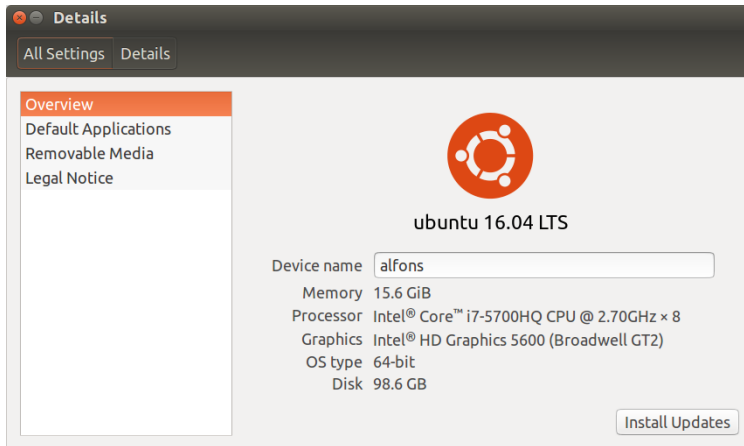 Details
All Settings Details
Overview
Default Applications
Removable Media
Legal Notice
ubuntu 16.04 LTS
Device name alfons
Memory 15.6 GiB
Processor Intel® Core™ i7-5700HQ CPU @ 2.70GHz × 8
Graphics Intel® HD Graphics 5600 (Broadwell GT2)
OS type 64-bit
Disk 98.6 GB
Install Updates